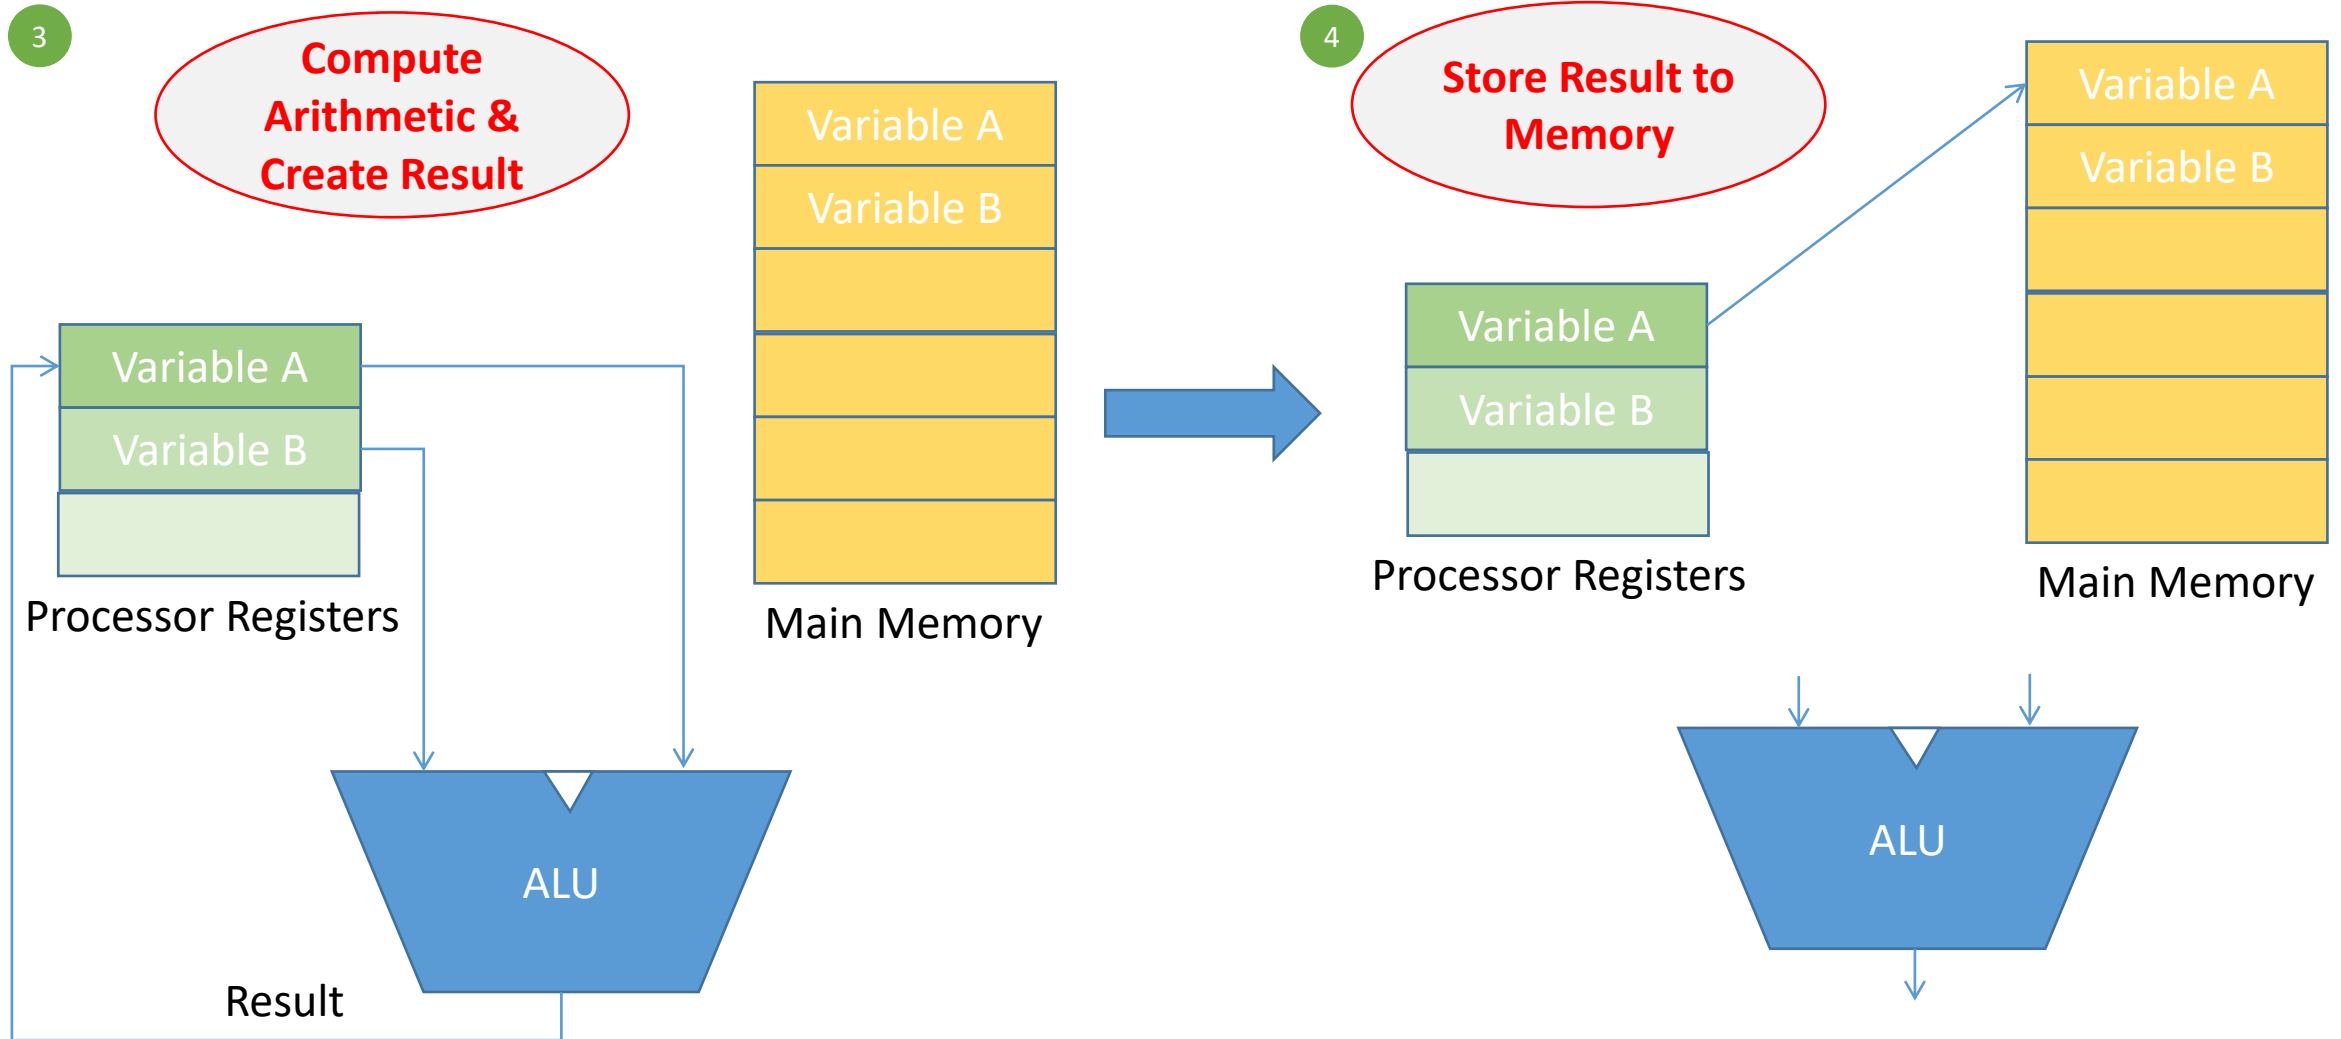 3
Compute
Arithmetic &
Create Result
Variable A
Variable B
Variable A
Variable B
Processor Registers
Main Memory
ALU
Result
4
Store Result to
Memory
Variable A
Variable B
Variable A
Variable B
Processor Registers
Main Memory
ALU